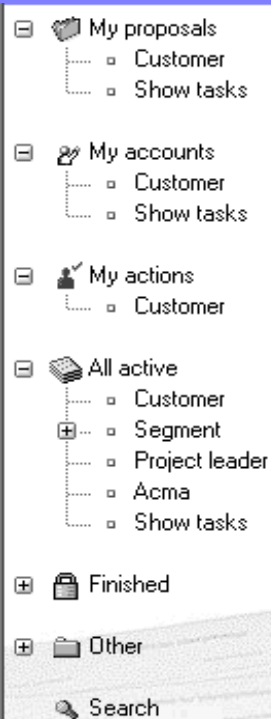 My proposals
Customer
Show tasks
My accounts
Customer
Show tasks
My actions
Customer
All active
Customer
Segment
Project leader
Acma
Show tasks
Finished
Other
Search